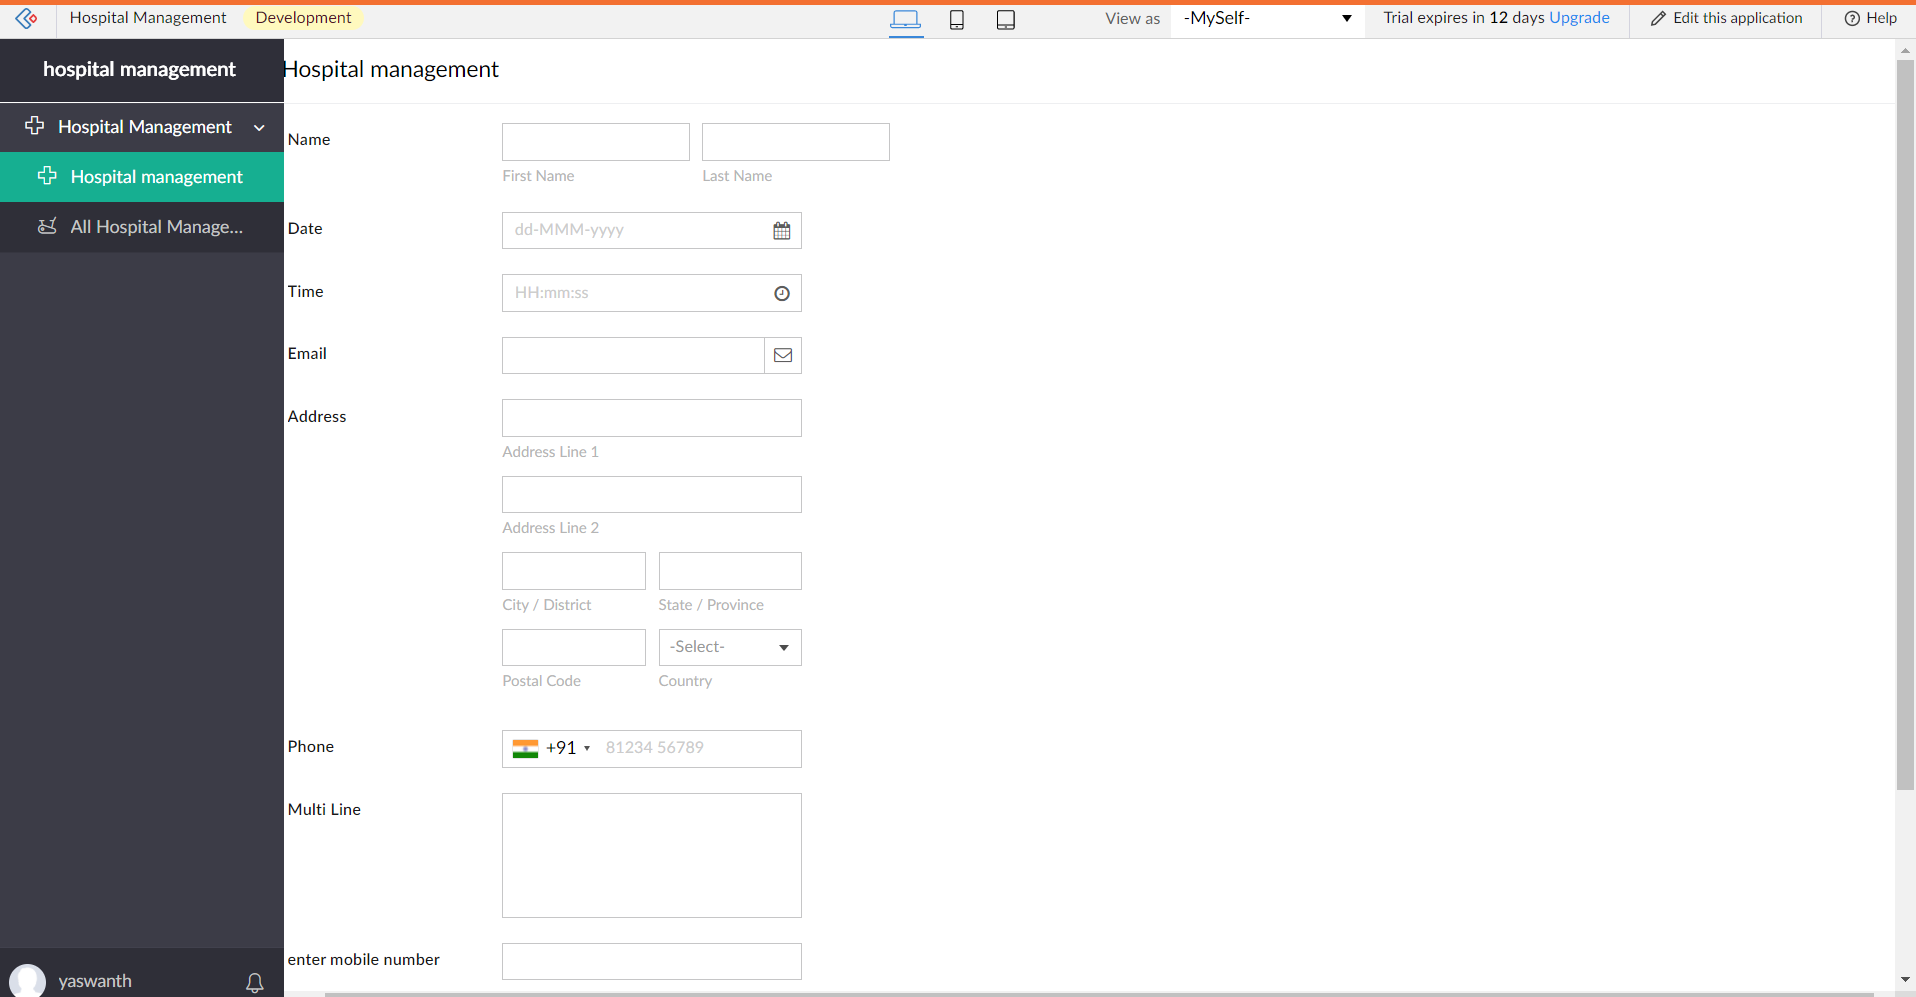 Hospital Management Development View as -MySelf- Trial expires in 12 days Upgrade Edit this application Help
hospital management
Hospital management
Hospital Management
Hospital management
All Hospital Manage...
Name
First Name Last Name
Date dd-MMM-yyyy
Time HH:mm:ss
Email
Address
Address Line 1
Address Line 2
City / District State / Province
-Select-
Postal Code Country
Phone +91 81234 56789
Multi Line
enter mobile number
yaswanth